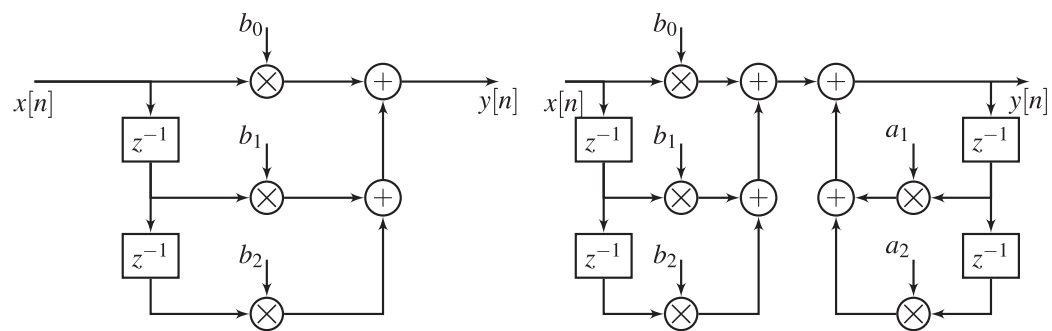 b₀
x[n] + y[n]
z⁻¹
b₁
+
z⁻¹
b₂
b₀
x[n] + + y[n]
z⁻¹ z⁻¹
b₁ a₁
+ +
z⁻¹ z⁻¹
b₂ a₂